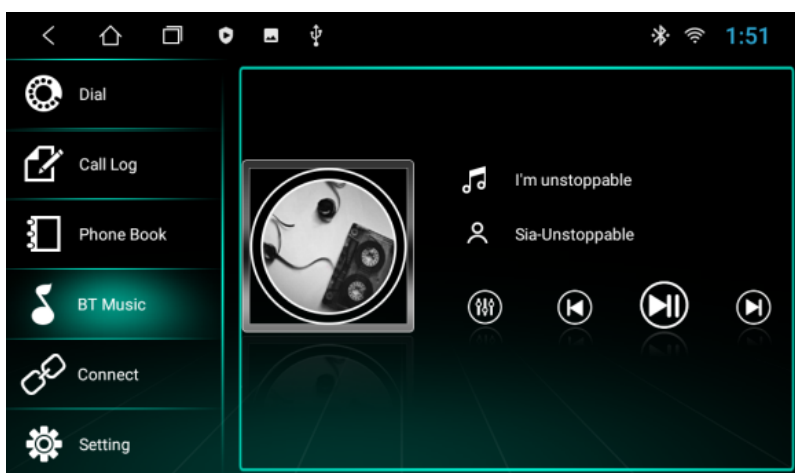 1:51
Dial
Call Log
Phone Book
BT Music
Connect
Setting
I'm unstoppable
Sia-Unstoppable